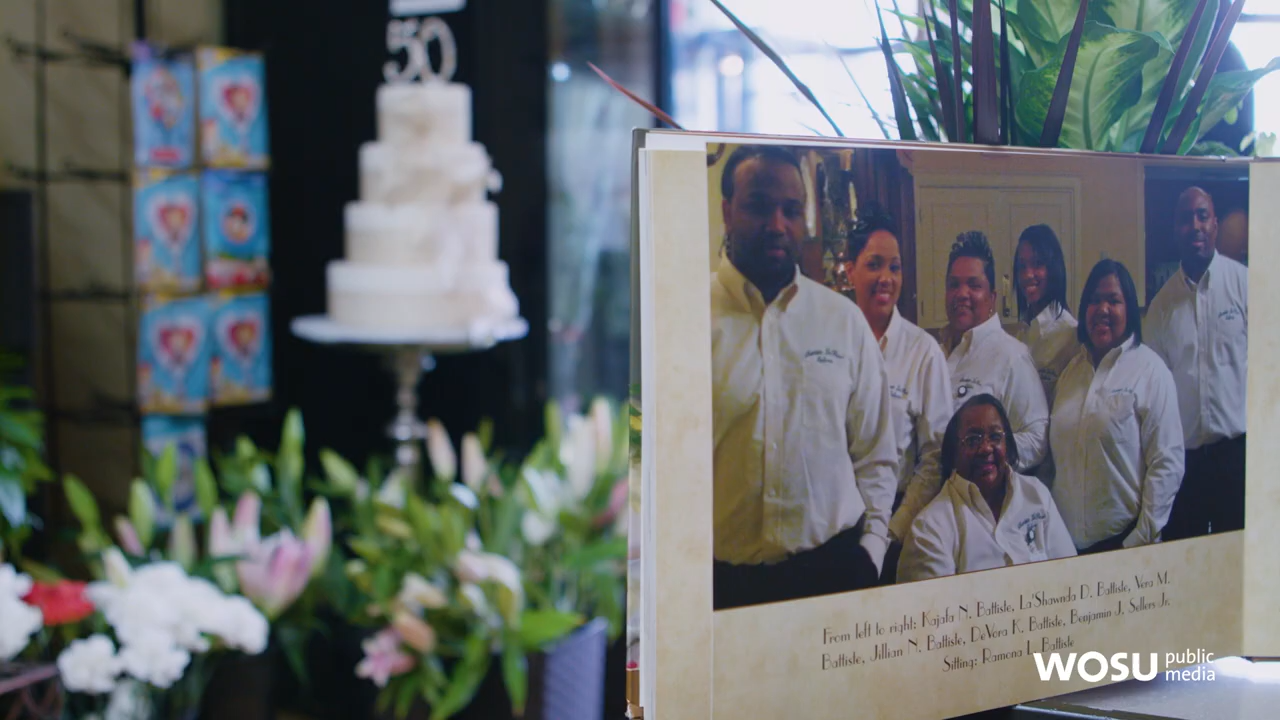 50
From left to right: Kajafa N. Battiste, La'Shawnda D. Battiste, Vera M.
Battiste, Jillian N. Battiste, DeVora K. Battiste, Benjamin J. Sellers Jr.
Sitting: Ramona L. Battiste
WOSU public
media